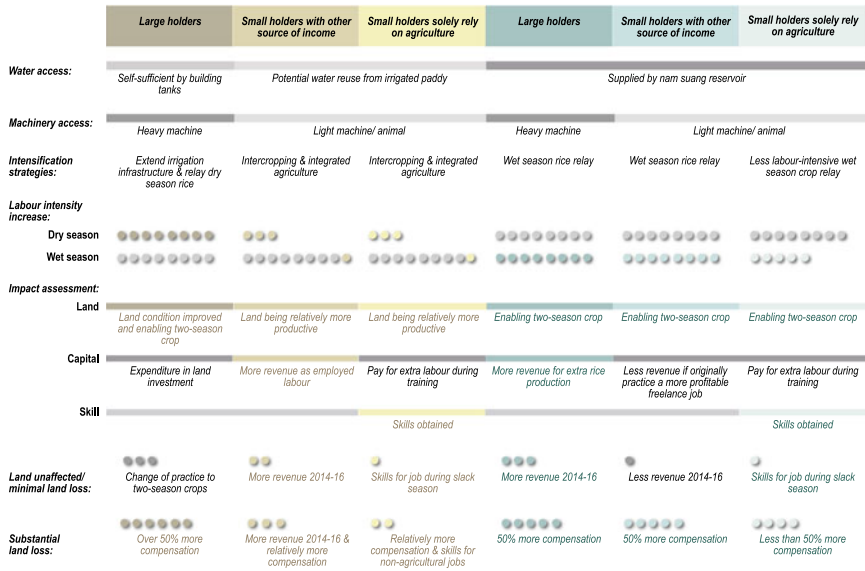 Large holders
Small holders with other
source of income
Small holders solely rely
on agriculture
Large holders
Small holders with other
source of income
Small holders solely rely
on agriculture
Water access:
Self-sufficient by building
tanks
Potential water reuse from irrigated paddy
Supplied by nam suang reservoir
Machinery access:
Heavy machine
Light machine/ animal
Heavy machine
Light machine/ animal
Intensification
strategies:
Extend irrigation
infrastructure & relay dry
season rice
Intercropping & integrated
agriculture
Intercropping & integrated
agriculture
Wet season rice relay
Wet season rice relay
Less labour-intensive wet
season crop relay
Labour intensity
increase:
Dry season
Wet season
Impact assessment:
Land
Land condition improved
and enabling two-season
crop
Land being relatively more
productive
Land being relatively more
productive
Enabling two-season crop
Enabling two-season crop
Enabling two-season crop
Capital
Expenditure in land
investment
More revenue as employed
labour
Pay for extra labour during
training
More revenue for extra rice
production
Less revenue if originally
practice a more profitable
freelance job
Pay for extra labour during
training
Skill
Skills obtained
Skills obtained
Land unaffected/
minimal land loss:
Change of practice to
two-season crops
More revenue 2014-16
Skills for job during slack
season
More revenue 2014-16
Less revenue 2014-16
Skills for job during slack
season
Substantial
land loss:
Over 50% more
compensation
More revenue 2014-16 &
relatively more
compensation
Relatively more
compensation & skills for
non-agricultural jobs
50% more compensation
50% more compensation
Less than 50% more
compensation